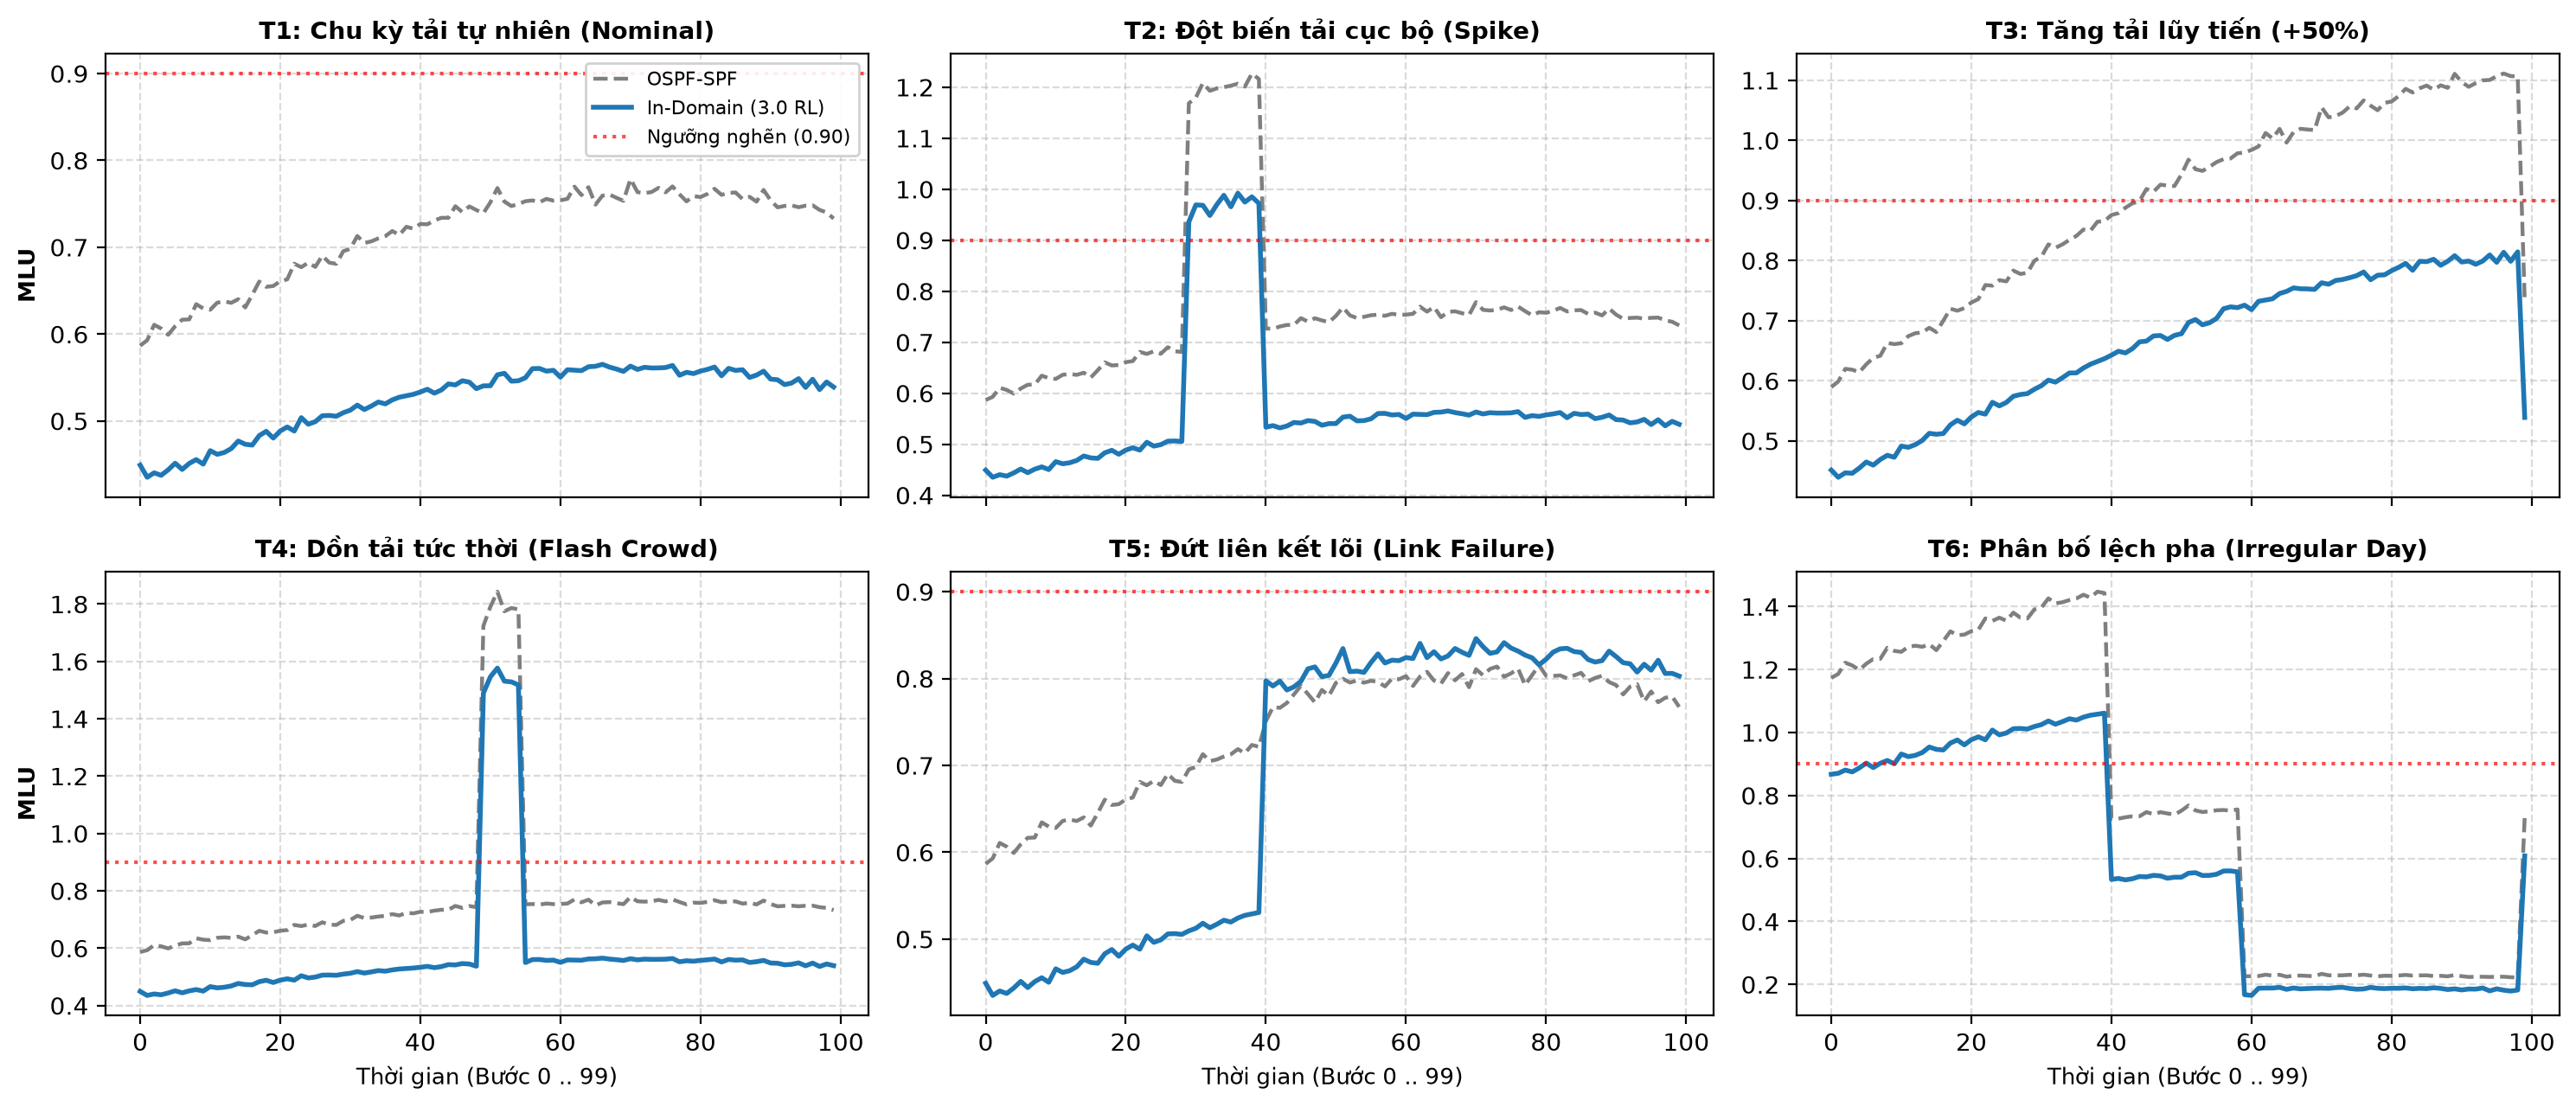 T1: Chu kỳ tải tự nhiên (Nominal)
MLU
0.9
0.8
0.7
0.6
0.5
OSPF-SPF
In-Domain (3.0 RL)
Ngưỡng nghẽn (0.90)
T2: Đột biến tải cục bộ (Spike)
1.2
1.1
1.0
0.9
0.8
0.7
0.6
0.5
0.4
T3: Tăng tải lũy tiến (+50%)
1.1
1.0
0.9
0.8
0.7
0.6
0.5
T4: Dồn tải tức thời (Flash Crowd)
MLU
1.8
1.6
1.4
1.2
1.0
0.8
0.6
0.4
0 20 40 60 80 100
Thời gian (Bước 0 .. 99)
T5: Đứt liên kết lõi (Link Failure)
0.9
0.8
0.7
0.6
0.5
0 20 40 60 80 100
Thời gian (Bước 0 .. 99)
T6: Phân bố lệch pha (Irregular Day)
1.4
1.2
1.0
0.8
0.6
0.4
0.2
0 20 40 60 80 100
Thời gian (Bước 0 .. 99)